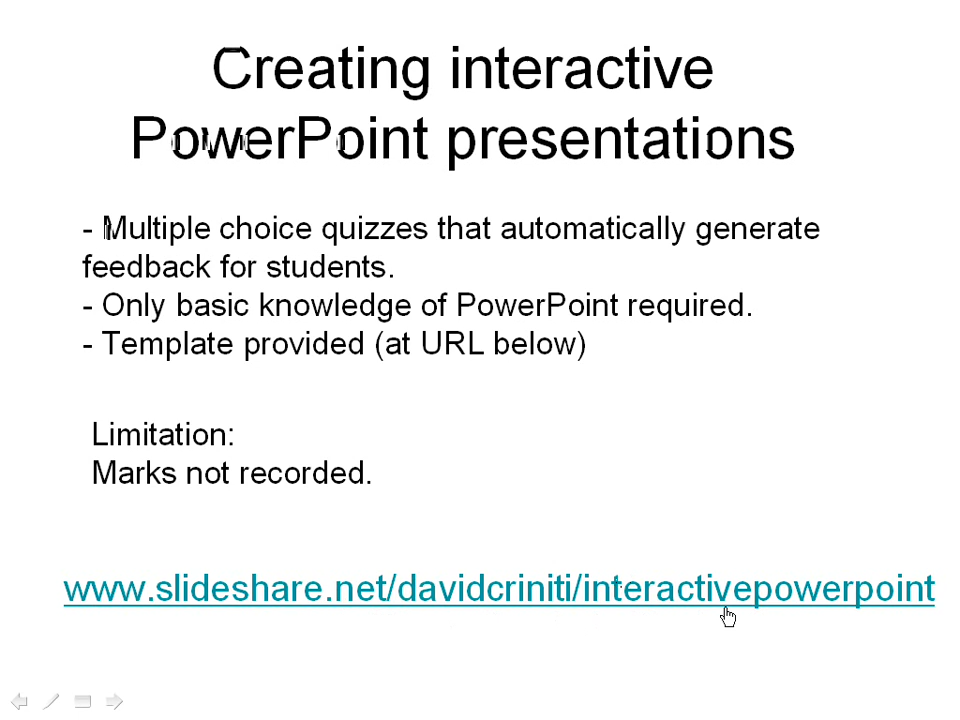 Creating interactive
PowerPoint presentations
- Multiple choice quizzes that automatically generate
feedback for students.
- Only basic knowledge of PowerPoint required.
- Template provided (at URL below)
Limitation:
Marks not recorded.
www.slideshare.net/davidcriniti/interactivepowerpoint